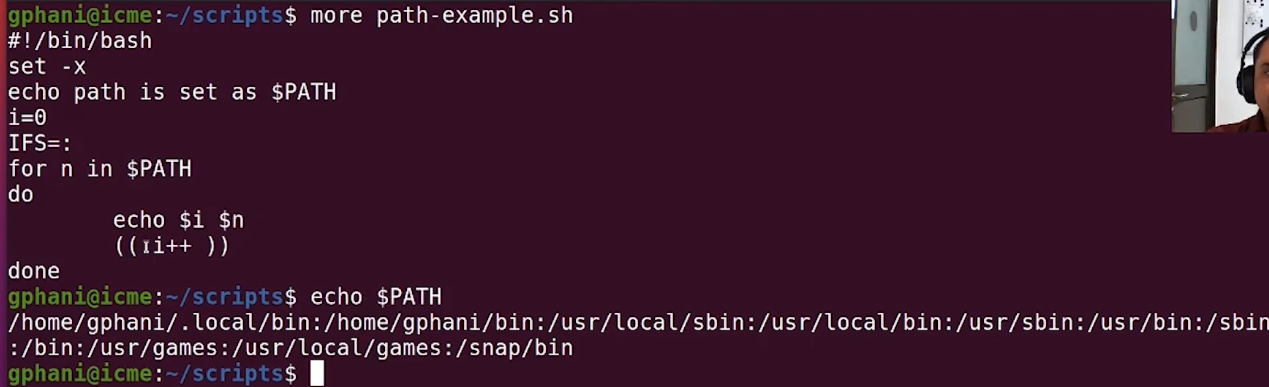 gphani@icme:~/scripts$ more path-example.sh
#!/bin/bash
set -x
echo path is set as $PATH
i=0
IFS=:
for n in $PATH
do
        echo $i $n
        (( i++ ))
done
gphani@icme:~/scripts$ echo $PATH
/home/gphani/.local/bin:/home/gphani/bin:/usr/local/sbin:/usr/local/bin:/usr/sbin:/usr/bin:/sbin
:/bin:/usr/games:/usr/local/games:/snap/bin
gphani@icme:~/scripts$